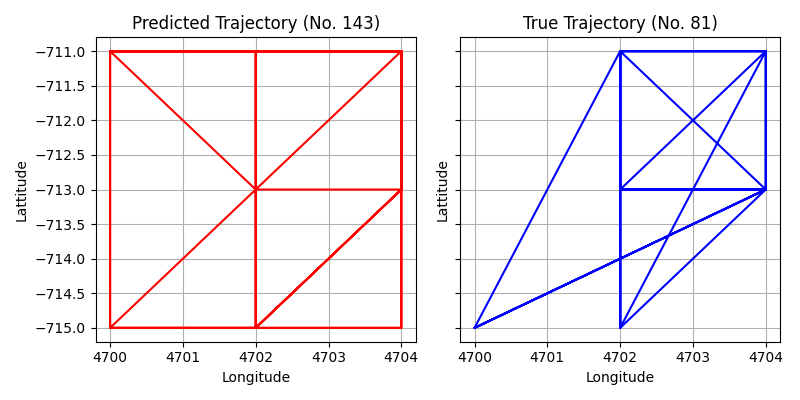 Predicted Trajectory (No. 143)
True Trajectory (No. 81)
−711.0
−711.5
−712.0
−712.5
−713.0
−713.5
−714.0
−714.5
−715.0
Lattitude
Lattitude
4700 4701 4702 4703 4704
4700 4701 4702 4703 4704
Longitude
Longitude